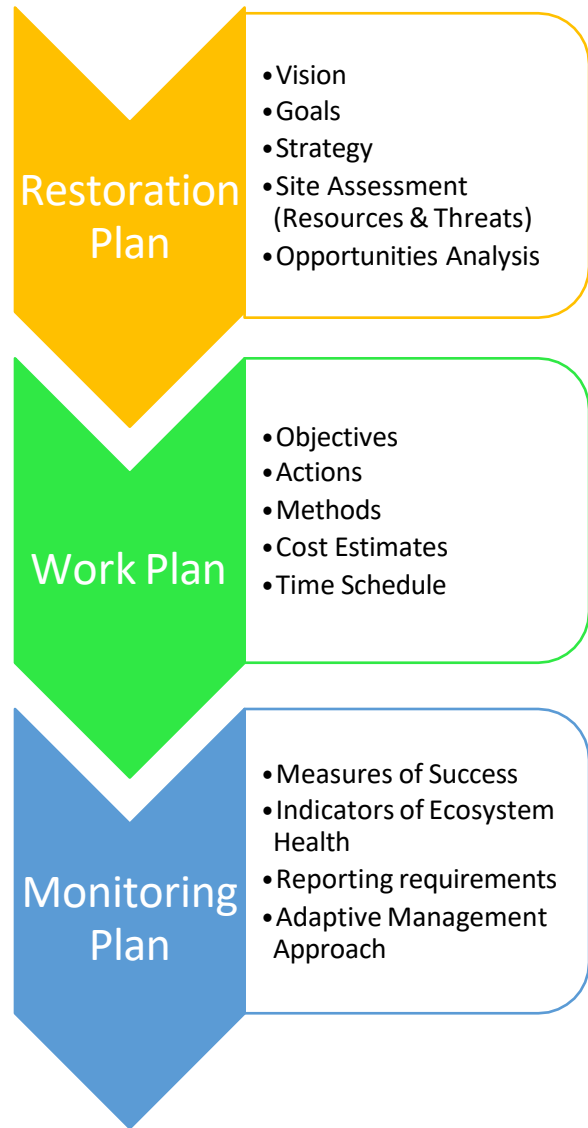 Restoration
Plan
•Vision
•Goals
•Strategy
•Site Assessment
(Resources & Threats)
•Opportunities Analysis
Work Plan
•Objectives
•Actions
•Methods
•Cost Estimates
•Time Schedule
Monitoring
Plan
•Measures of Success
•Indicators of Ecosystem
Health
•Reporting requirements
•Adaptive Management
Approach